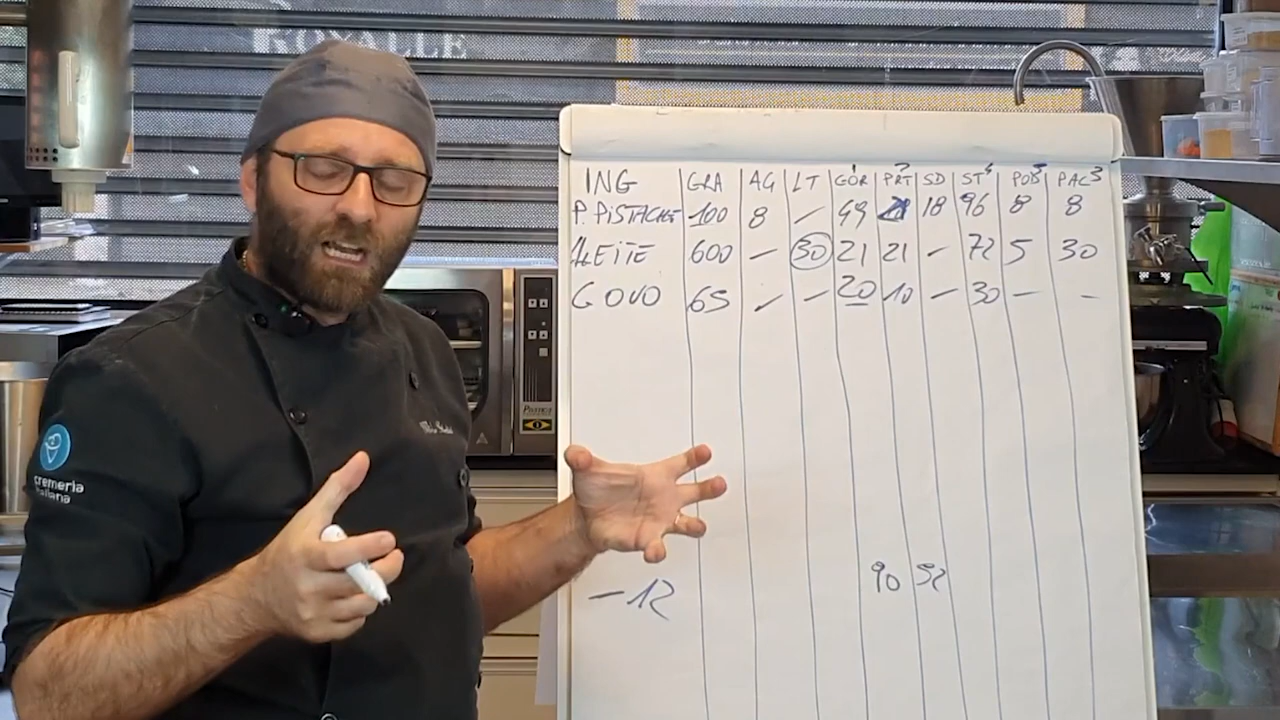 ROYALLE
ING GRA AG LT GOR PRT SD ST POD PAC
P. PISTACHE 100 8 – 49 18 96 8 8
LEITE 600 – 30 21 21 – 72 5 30
G OVO 65 – – 20 10 – 30 – –
90 52
-12
cremeria
italiana